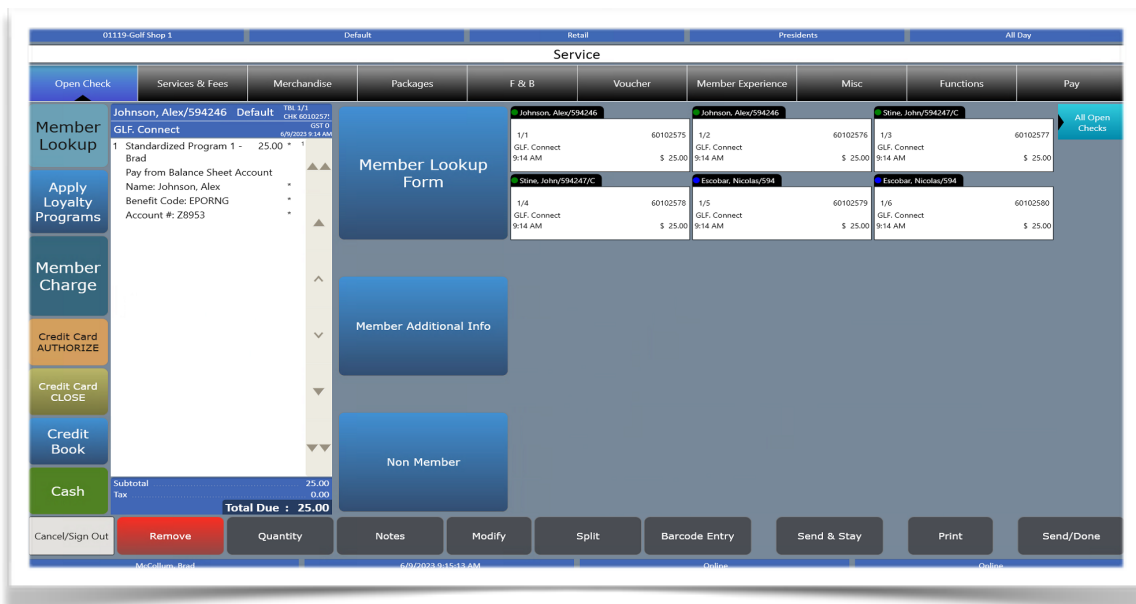 01119-Golf Shop 1 Default Retail Presidents All Day
Service
Open Check Services & Fees Merchandise Packages F & B Voucher Member Experience Misc Functions Pay
Member
Lookup
Apply
Loyalty
Programs
Member
Charge
Credit Card
AUTHORIZE
Credit Card
CLOSE
Credit
Book
Cash
Johnson, Alex/594246 Default TBL 1/1
CHK 6010257
GLF. Connect GST 0
6/9/2023 9:14 AM
1 Standardized Program 1 - 25.00 * 1
Brad
Pay from Balance Sheet Account
Name: Johnson, Alex *
Benefit Code: EPORNG *
Account #: Z8953 *
Subtotal 25.00
Tax 0.00
Total Due : 25.00
Member Lookup
Form
Member Additional Info
Non Member
Johnson, Alex/594246
1/1 60102575
GLF. Connect
9:14 AM $ 25.00
Johnson, Alex/594246
1/2 60102576
GLF. Connect
9:14 AM $ 25.00
Stine, John/594247/C
1/3 60102577
GLF. Connect
9:14 AM $ 25.00
Stine, John/594247/C
1/4 60102578
GLF. Connect
9:14 AM $ 25.00
Escobar, Nicolas/594
1/5 60102579
GLF. Connect
9:14 AM $ 25.00
Escobar, Nicolas/594
1/6 60102580
GLF. Connect
9:14 AM $ 25.00
All Open
Checks
Cancel/Sign Out Remove Quantity Notes Modify Split Barcode Entry Send & Stay Print Send/Done
McCollum, Brad 6/9/2023 9:15:13 AM Online Online